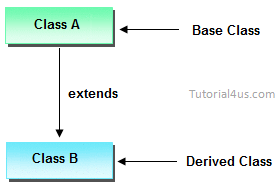 Class A
Base Class
extends
Tutorial4us.com
Class B
Derived Class